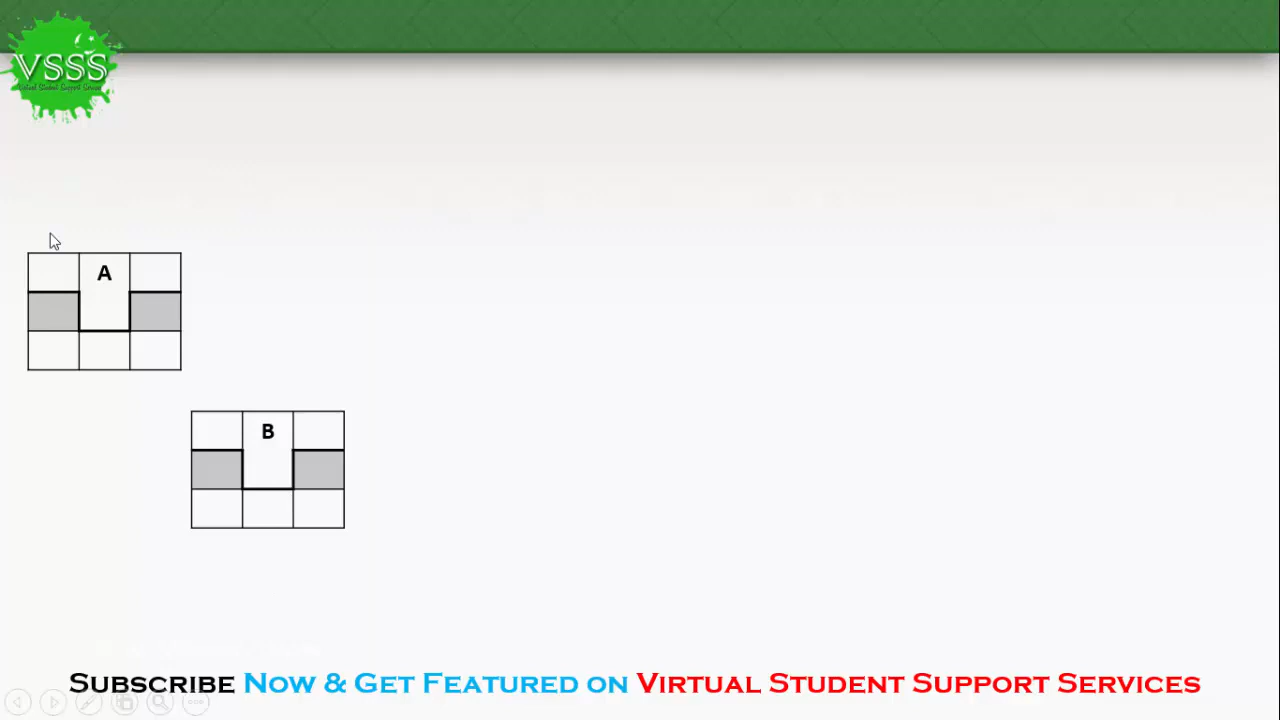 VSSS
A
B
Subscribe Now & Get Featured on Virtual Student Support Services